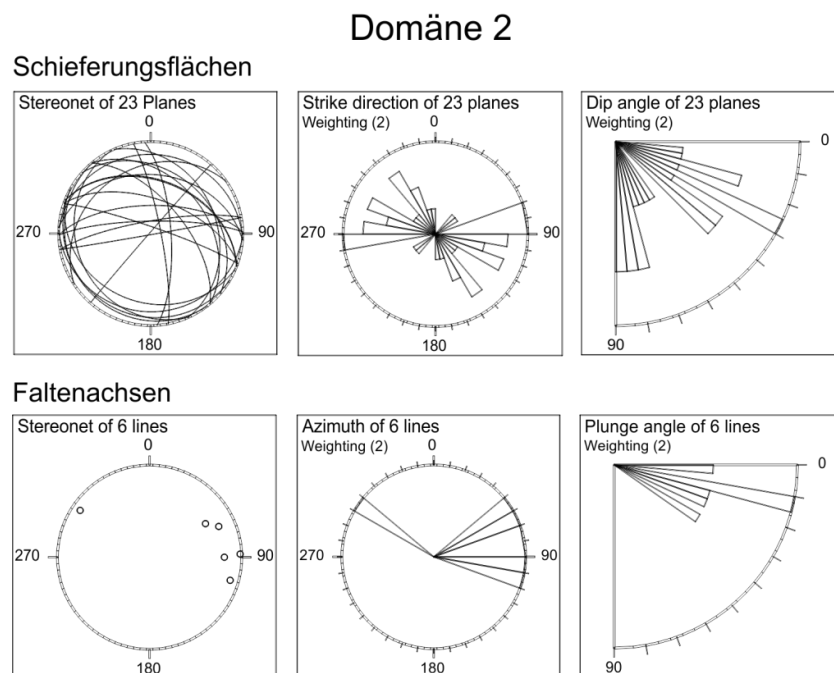 Domäne 2
Schieferungsflächen
Stereonet of 23 Planes
0
270
90
180
Strike direction of 23 planes
Weighting (2)
0
270
90
180
Dip angle of 23 planes
Weighting (2)
0
90
Faltenachsen
Stereonet of 6 lines
0
270
90
180
Azimuth of 6 lines
Weighting (2)
0
270
90
180
Plunge angle of 6 lines
Weighting (2)
0
90